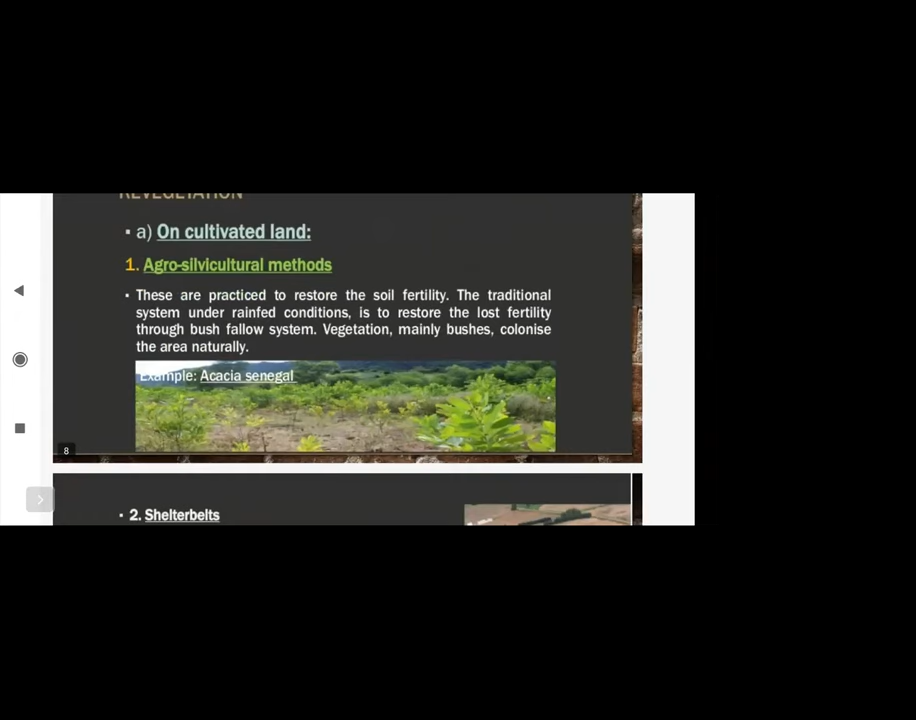 REVEGETATION
▪ a) On cultivated land:
1. Agro-silvicultural methods
▪ These are practiced to restore the soil fertility. The traditional
system under rainfed conditions, is to restore the lost fertility
through bush fallow system. Vegetation, mainly bushes, colonise
the area naturally.
Example: Acacia senegal
8
▪ 2. Shelterbelts